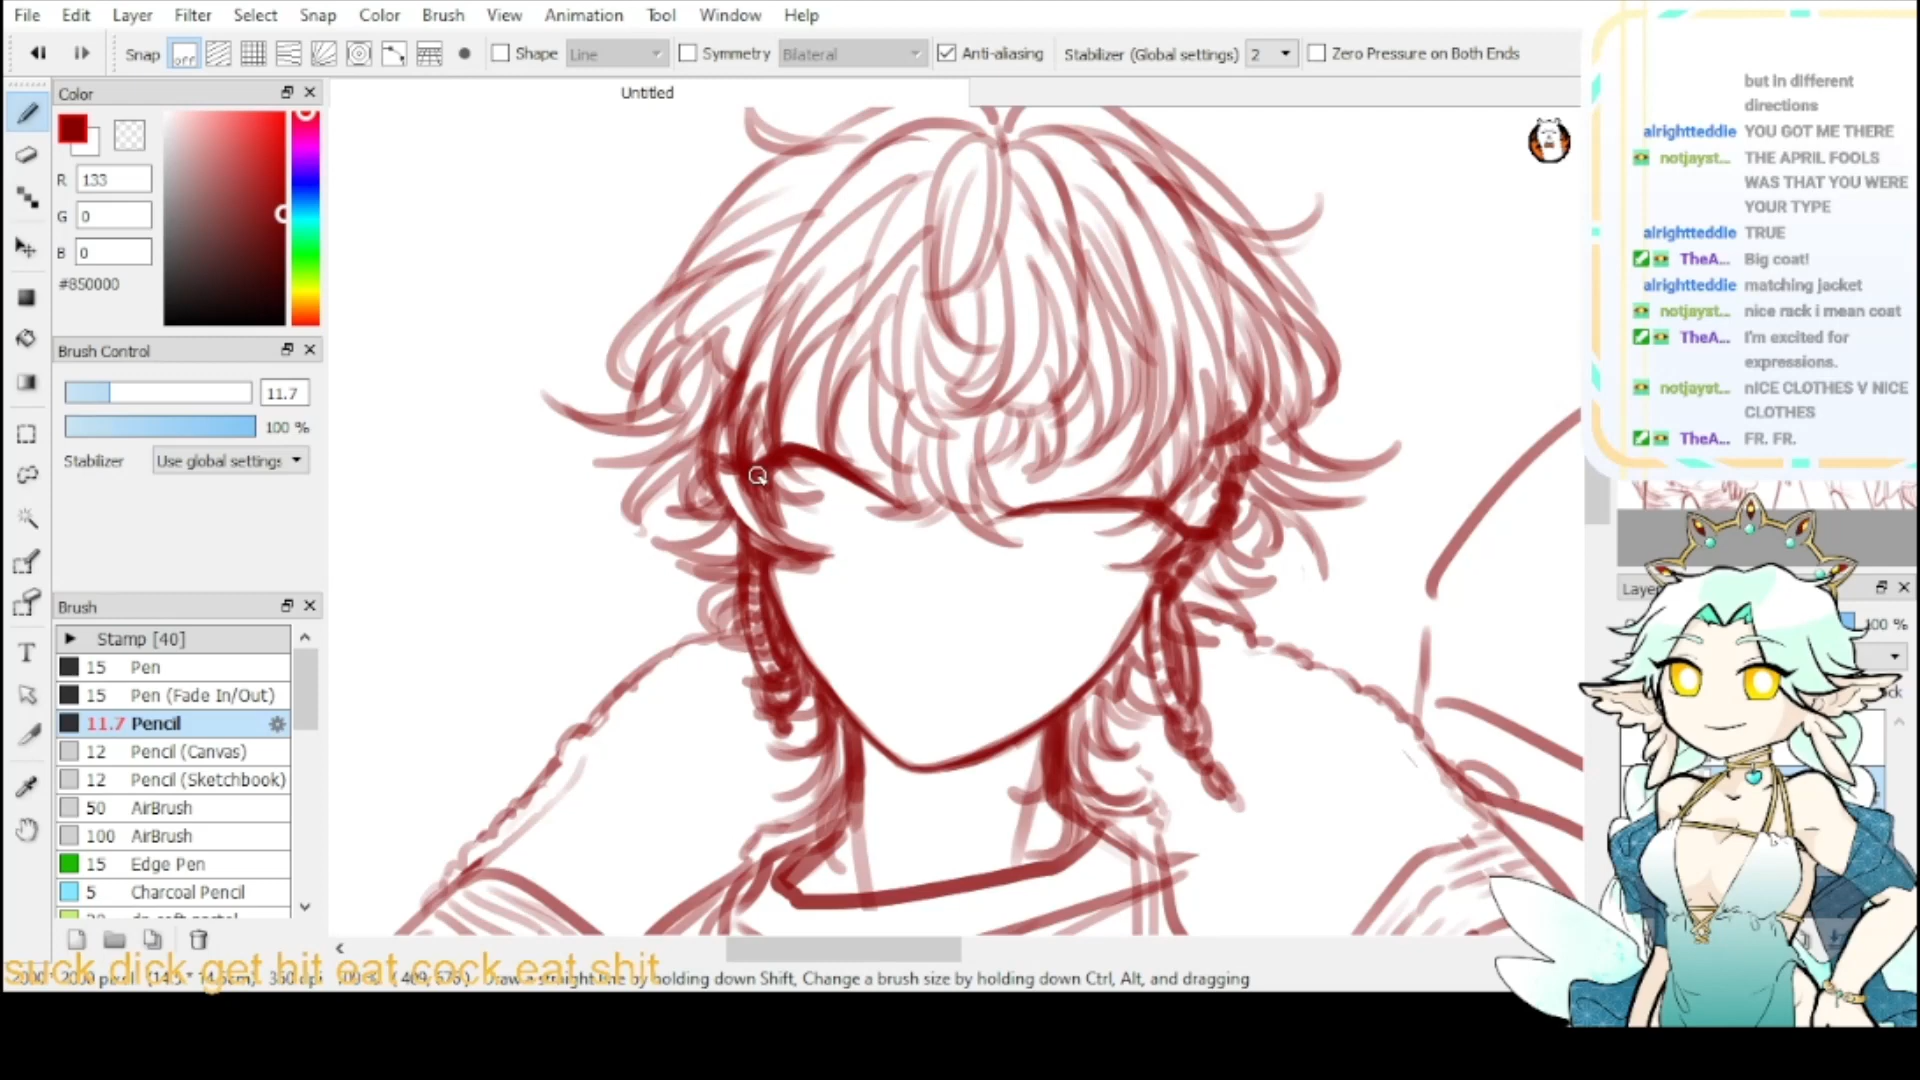 File Edit Layer Filter Select Snap Color Brush View Animation Tool Window Help
Snap off Shape Line Symmetry Bilateral Anti-aliasing Stabilizer (Global settings) 2 Zero Pressure on Both Ends
Color
Untitled
R 133
G 0
B 0
#850000
Brush Control
11.7
100 %
Stabilizer Use global settings
Brush
Stamp [40]
15 Pen
15 Pen (Fade In/Out)
11.7 Pencil
12 Pencil (Canvas)
12 Pencil (Sketchbook)
50 AirBrush
100 AirBrush
15 Edge Pen
5 Charcoal Pencil
suck dick get hit eat cock eat shit
holding down Shift, Change a brush size by holding down Ctrl, Alt, and dragging
but in different
directions
alrightteddie YOU GOT ME THERE
notjayst... THE APRIL FOOLS
WAS THAT YOU WERE
YOUR TYPE
alrightteddie TRUE
TheA... Big coat!
alrightteddie matching jacket
notjayst... nice rack i mean coat
TheA... I'm excited for
expressions.
notjayst... nICE CLOTHES V NICE
CLOTHES
TheA... FR. FR.
Laye
100 %